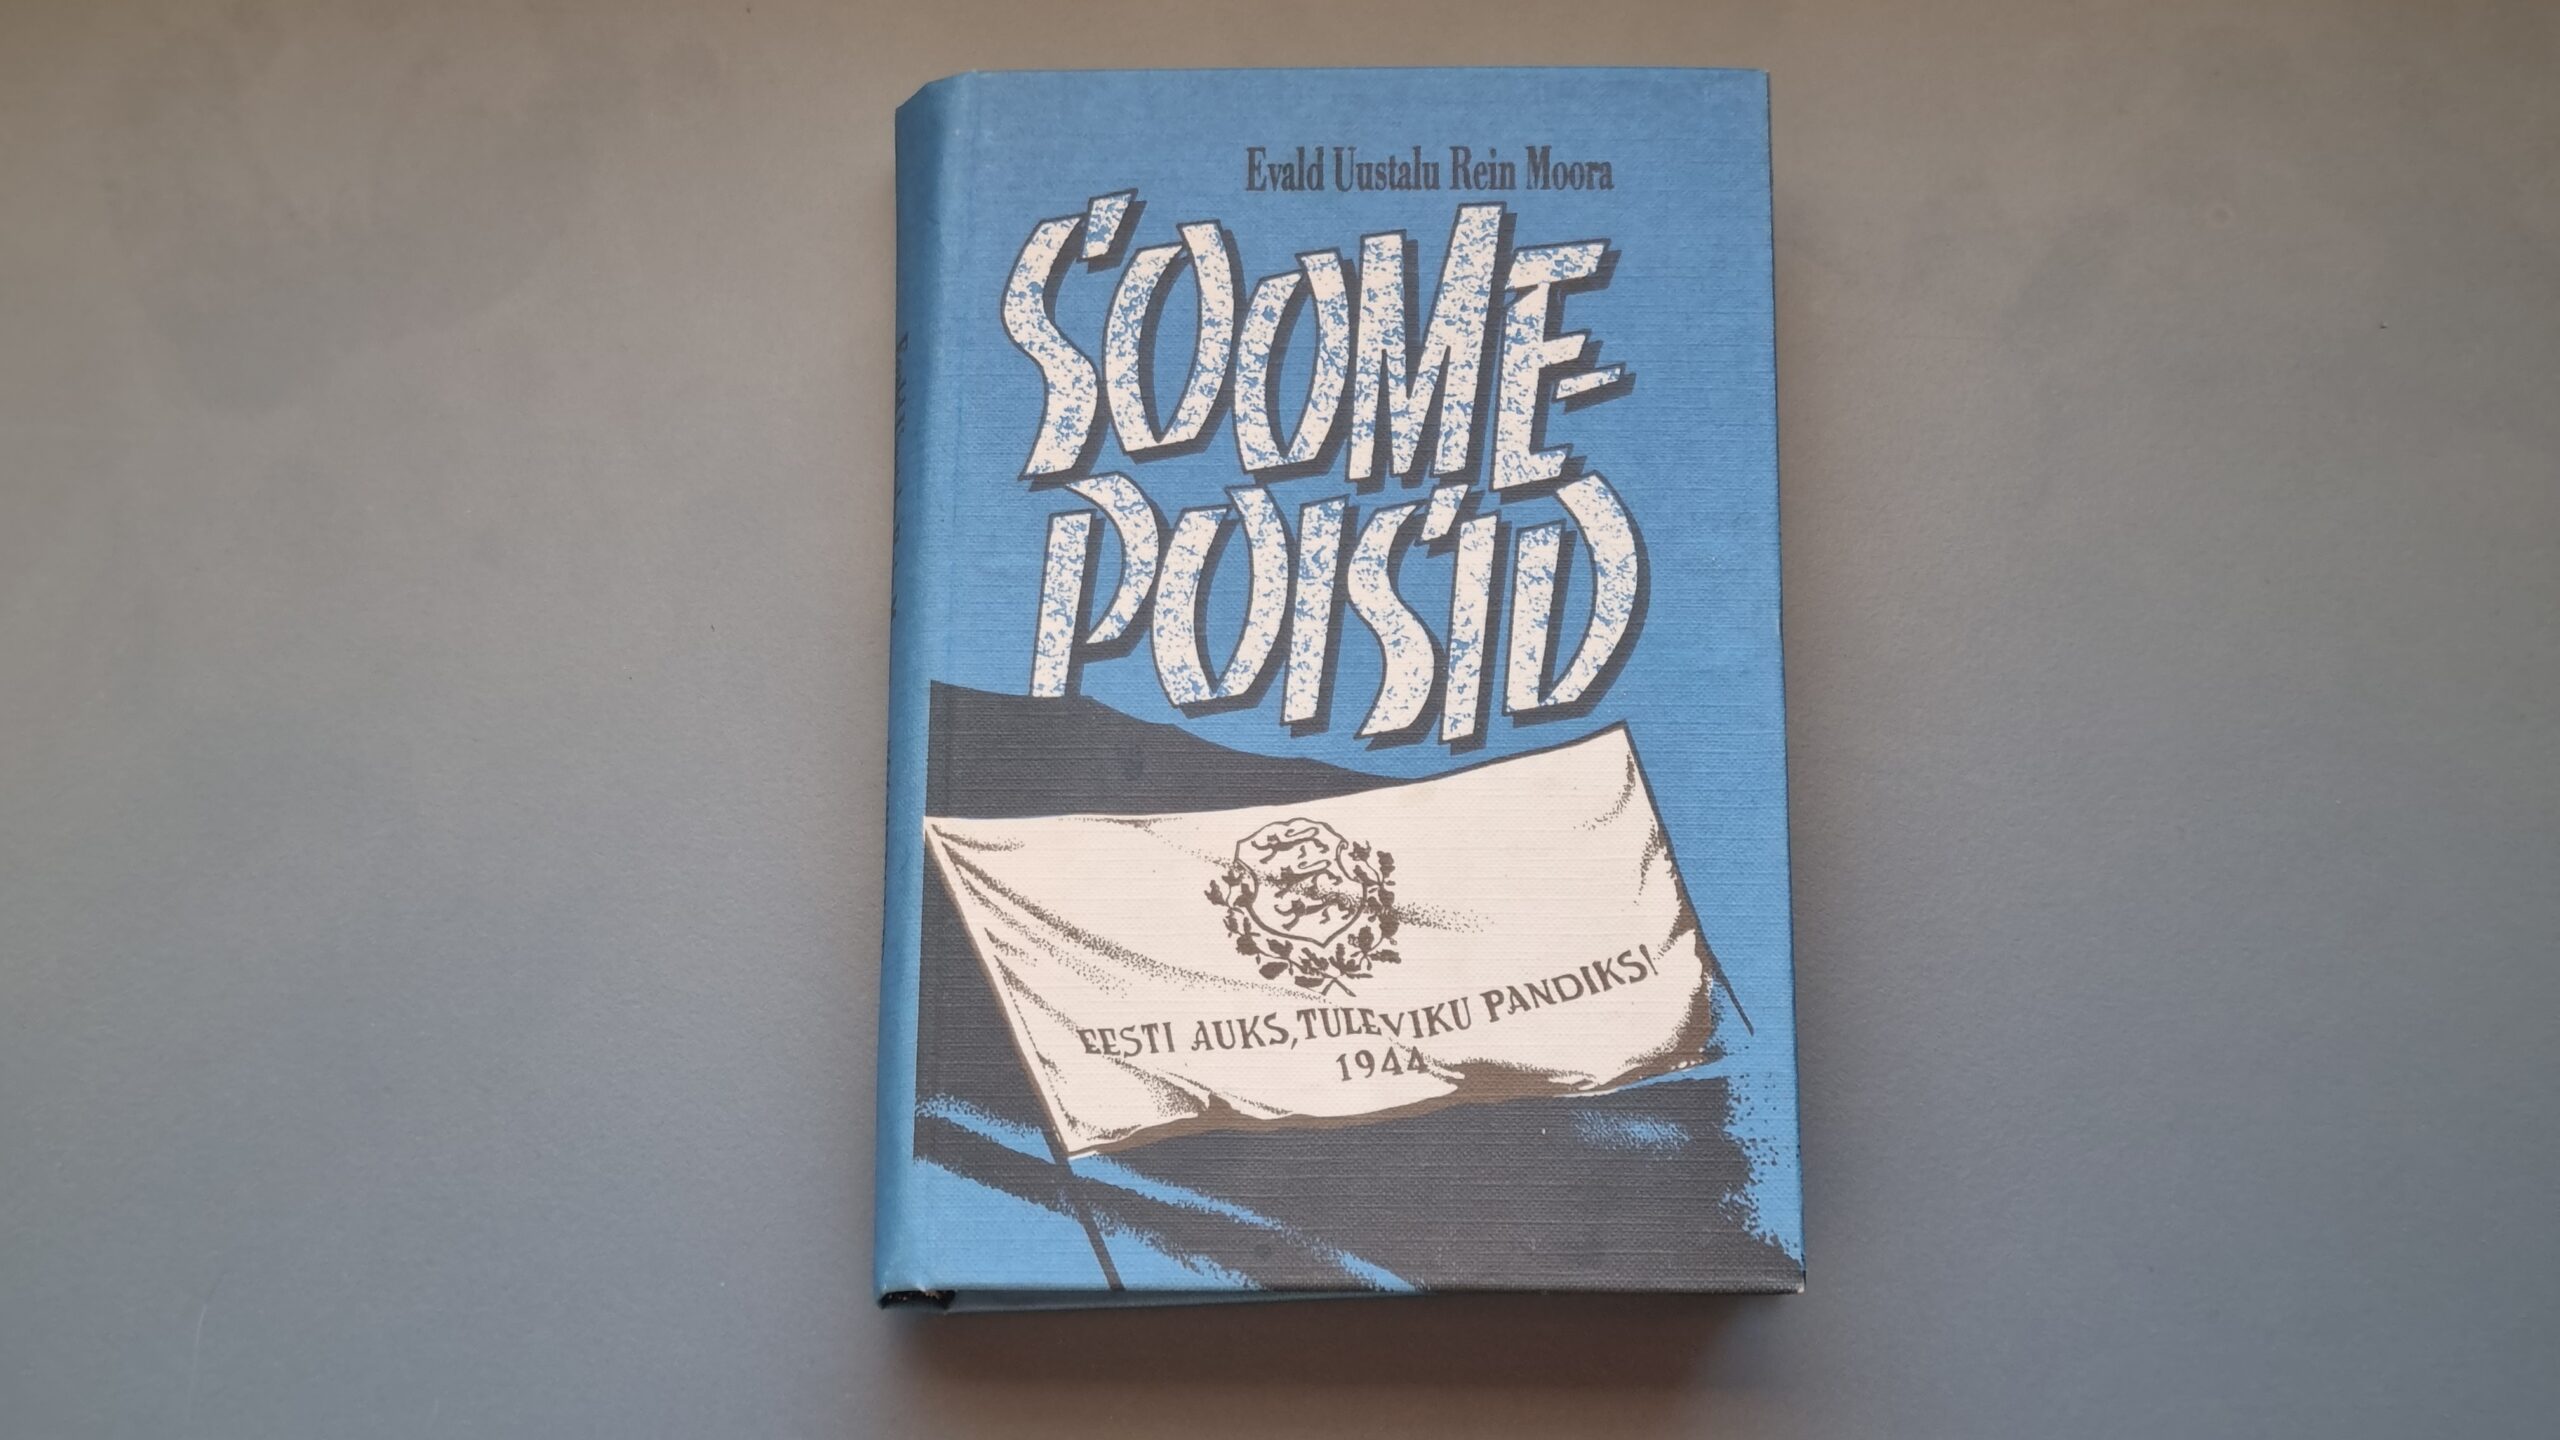 Evald Uustalu Rein Moora
SOOME-
POISID
EESTI AUKS, TULEVIKU PANDIKS!
1944